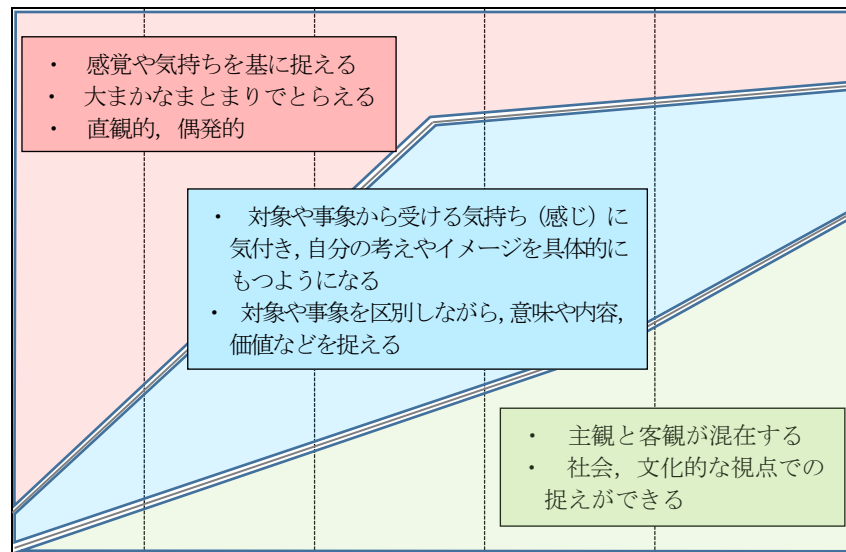 ・ 感覚や気持ちを基に捉える
・ 大まかなまとまりでとらえる
・ 直観的，偶発的
・ 対象や事象から受ける気持ち（感じ）に
気付き，自分の考えやイメージを具体的に
もつようになる
・ 対象や事象を区別しながら，意味や内容，
価値などを捉える
・ 主観と客観が混在する
・ 社会，文化的な視点での
捉えができる